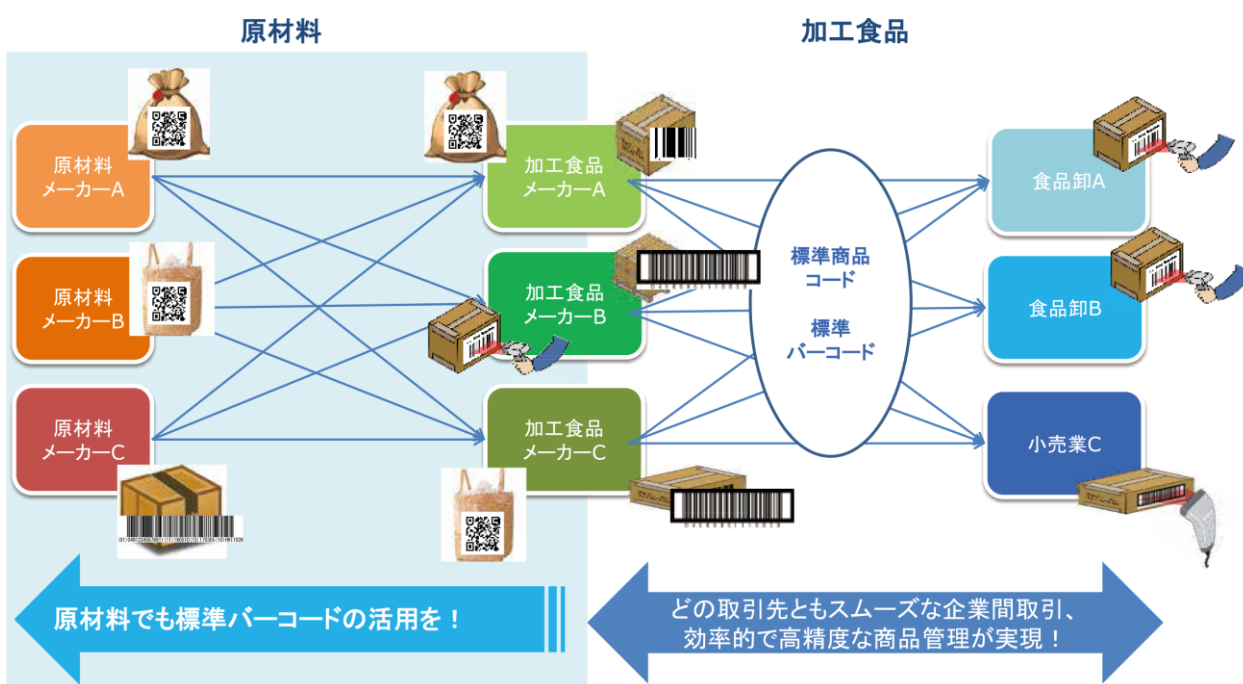 原材料
加工食品
原材料
メーカーA
加工食品
メーカーA
食品卸A
原材料
メーカーB
加工食品
メーカーB
標準商品
コード
標準
バーコード
食品卸B
原材料
メーカーC
加工食品
メーカーC
小売業C
原材料でも標準バーコードの活用を！
どの取引先ともスムーズな企業間取引、
効率的で高精度な商品管理が実現！